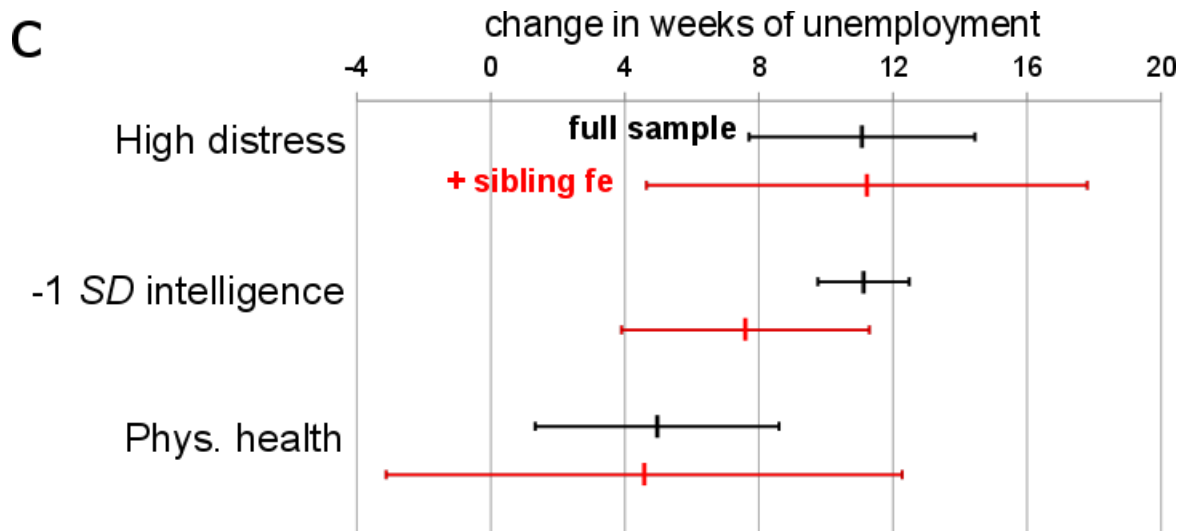 C
change in weeks of unemployment
-4 0 4 8 12 16 20
High distress
full sample
+ sibling fe
-1 SD intelligence
Phys. health